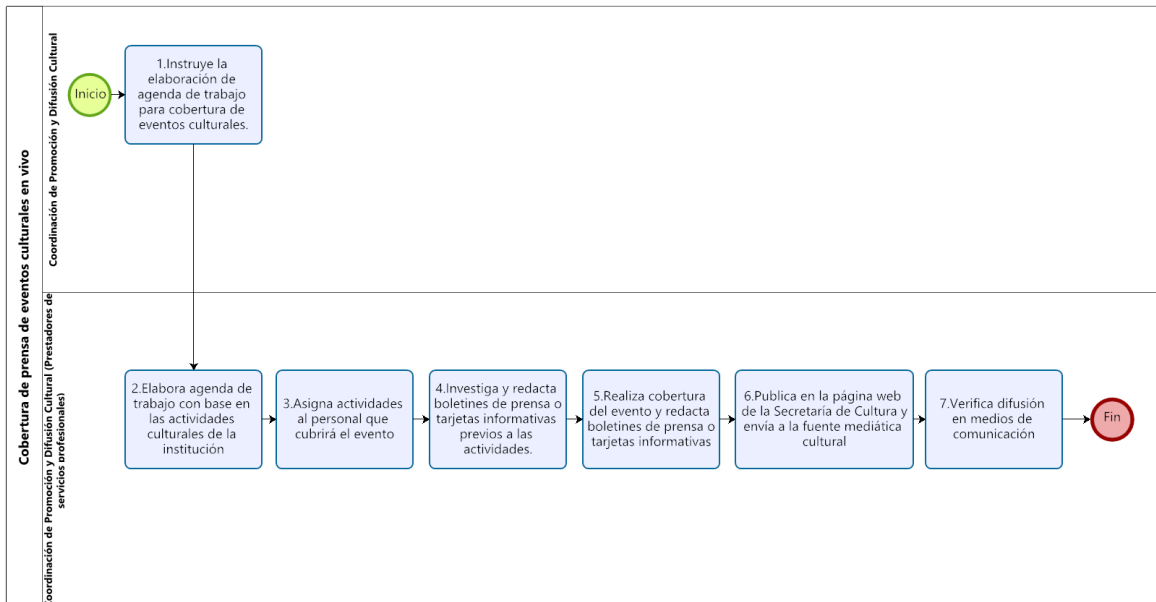 Cobertura de prensa de eventos culturales en vivo
Coordinación de Promoción y Difusión Cultural
Inicio
1.Instruye la
elaboración de
agenda de trabajo
para cobertura de
eventos culturales.
Coordinación de Promoción y Difusión Cultural (Prestadores de
servicios profesionales)
2.Elabora agenda de
trabajo con base en
las actividades
culturales de la
institución
3.Asigna actividades
al personal que
cubrirá el evento
4.Investiga y redacta
boletines de prensa o
tarjetas informativas
previos a las
actividades.
5.Realiza cobertura
del evento y redacta
boletines de prensa o
tarjetas informativas
6.Publica en la página web
de la Secretaría de Cultura y
envía a la fuente mediática
cultural
7.Verifica difusión
en medios de
comunicación
Fin